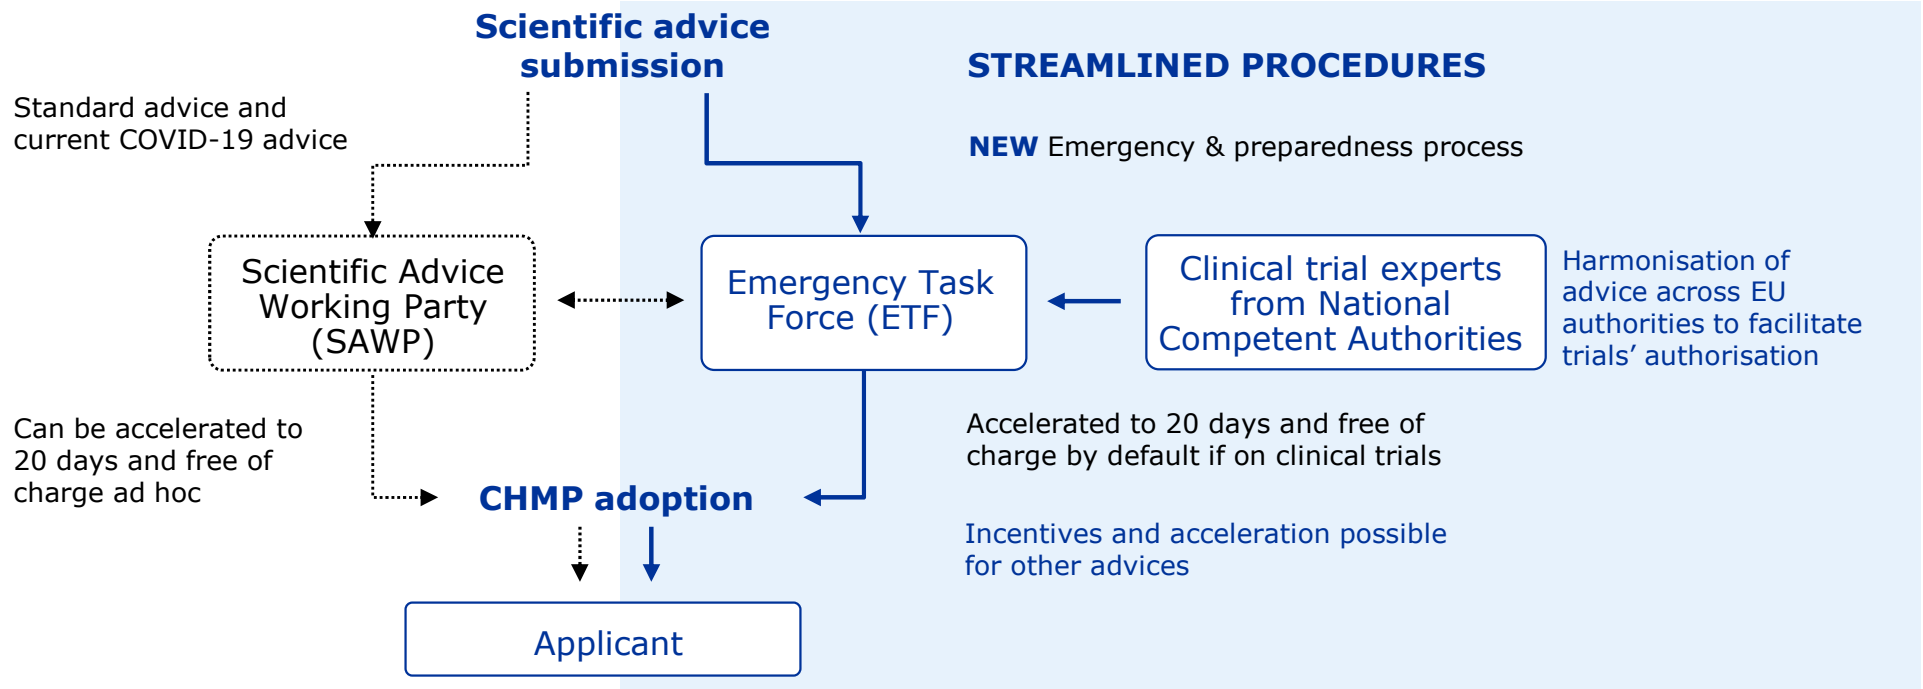 Scientific advice
submission
STREAMLINED PROCEDURES
Standard advice and
current COVID-19 advice
NEW Emergency & preparedness process
Scientific Advice
Working Party
(SAWP)
Emergency Task
Force (ETF)
Clinical trial experts
from National
Competent Authorities
Harmonisation of
advice across EU
authorities to facilitate
trials’ authorisation
Can be accelerated to
20 days and free of
charge ad hoc
Accelerated to 20 days and free of
charge by default if on clinical trials
CHMP adoption
Incentives and acceleration possible
for other advices
Applicant